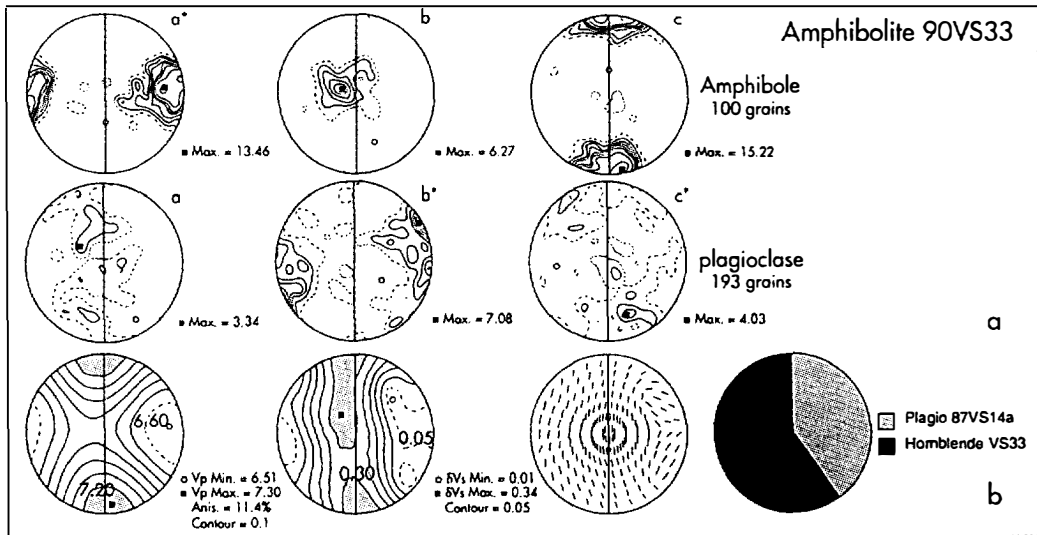 Amphibolite 90VS33
a*
b
c
Amphibole
100 grains
■ Max. = 13.46
■ Max. = 6.27
■ Max. = 15.22
a
b*
c*
plagioclase
193 grains
■ Max. = 3.34
■ Max. = 7.08
■ Max. = 4.03
a
6.60
7.20
○ Vp Min. = 6.51
■ Vp Max. = 7.30
Anis. = 11.4%
Contour = 0.1
0.05
0.30
○ δVs Min. = 0.01
■ δVs Max. = 0.34
Contour = 0.05
Plagio 87VS14a
Hornblende VS33
b